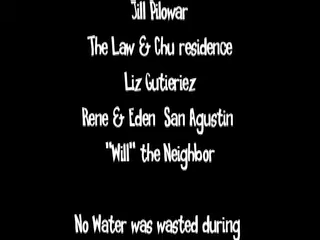 Jill Pilowar
The Law & Chu residence
Liz Gutieriez
Rene & Eden San Agustin
"Will" the Neighbor
No Water was wasted during